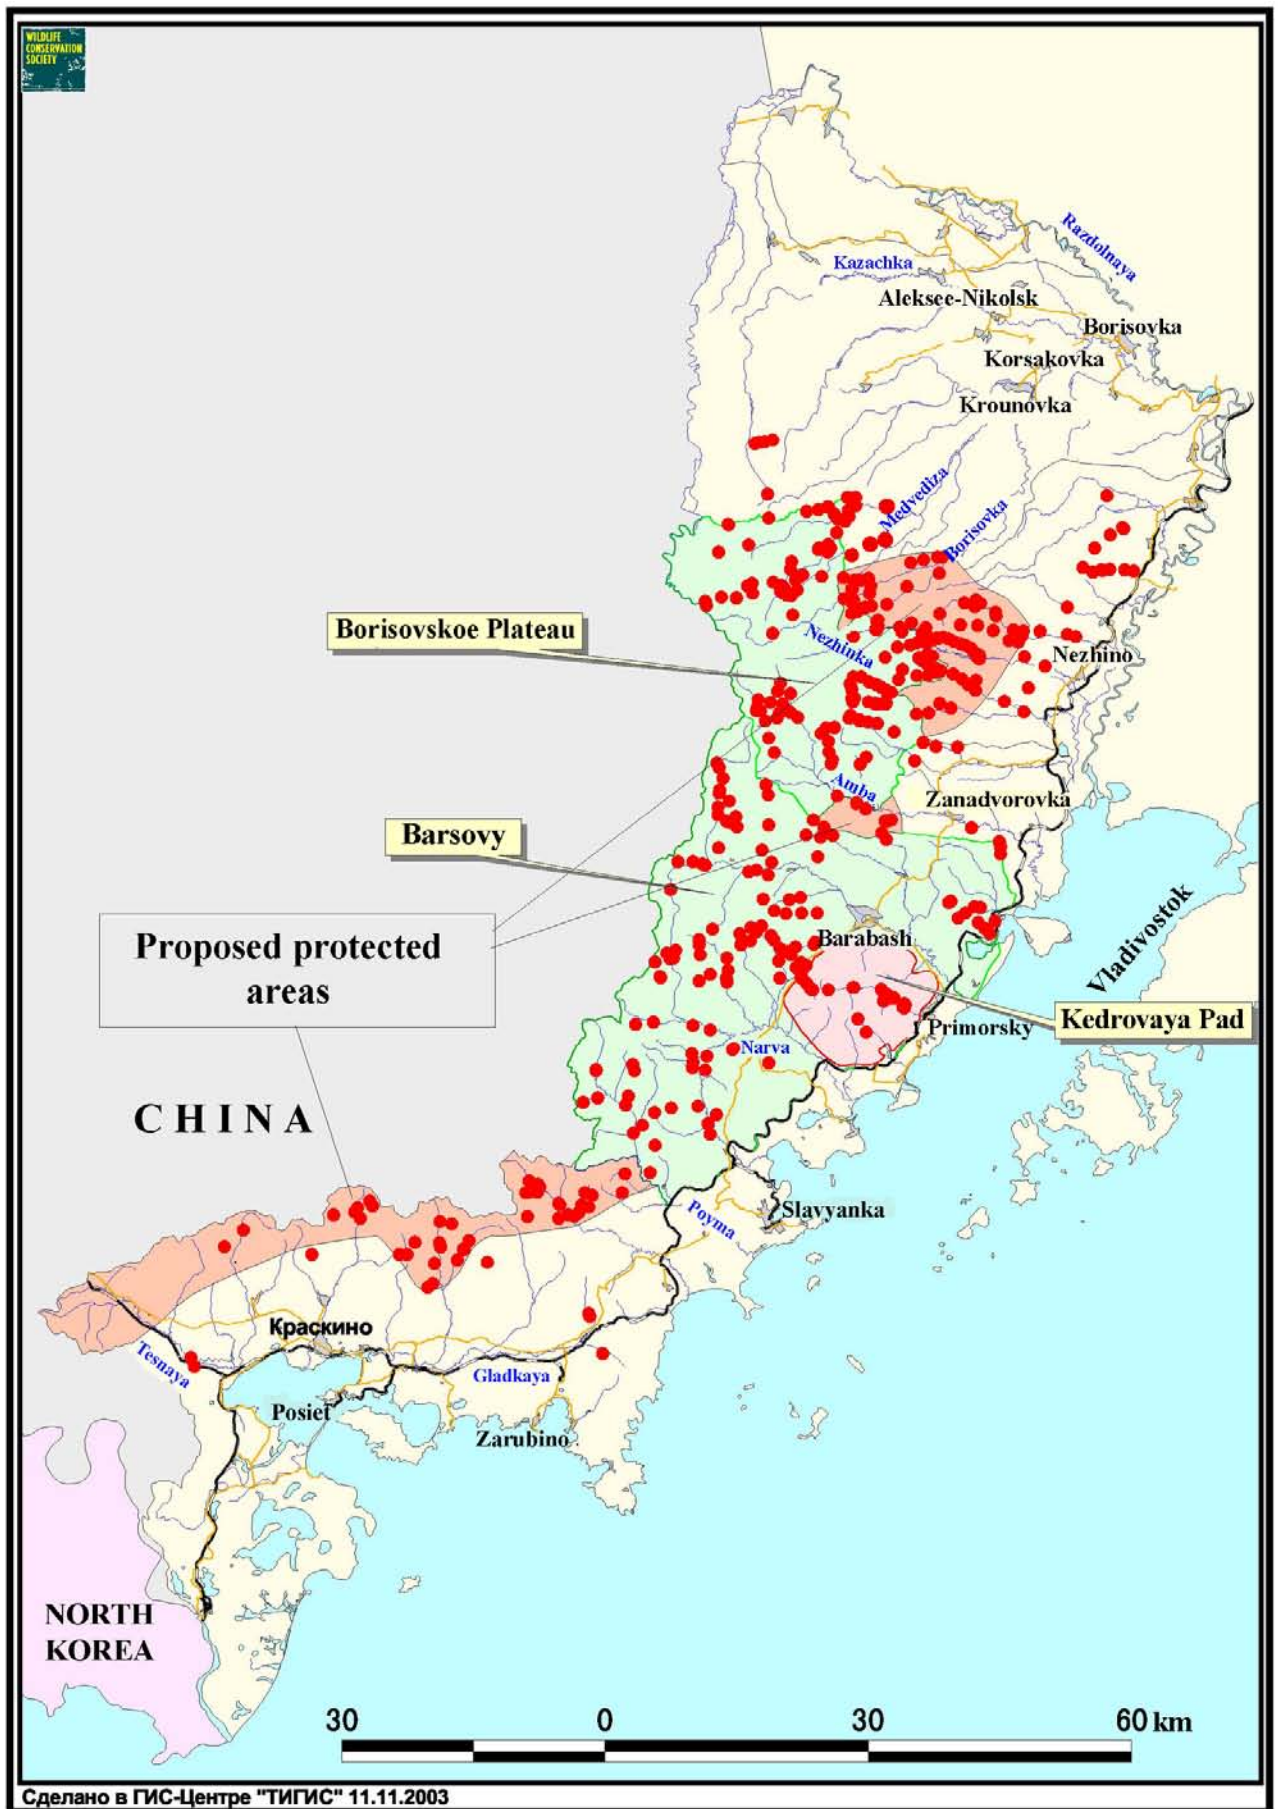 WILDLIFE
CONSERVATION
SOCIETY
Razdolnaya
Kazachka
Aleksee-Nikolsk
Borisovka
Korsakovka
Krounovka
Medvediza
Borisovka
Borisovskoe Plateau
Nezhinka
Nezhino
Amba
Zanadvorovka
Barsovy
Proposed protected
areas
Barabash
Vladivostok
Kedrovaya Pad
Primorsky
Narva
CHINA
Poyma
Slavyanka
Краскино
Tesnaya
Gladkaya
Posiet
Zarubino
NORTH
KOREA
30 0 30 60 km
Сделано в ГИС-Центре "ТИГИС" 11.11.2003